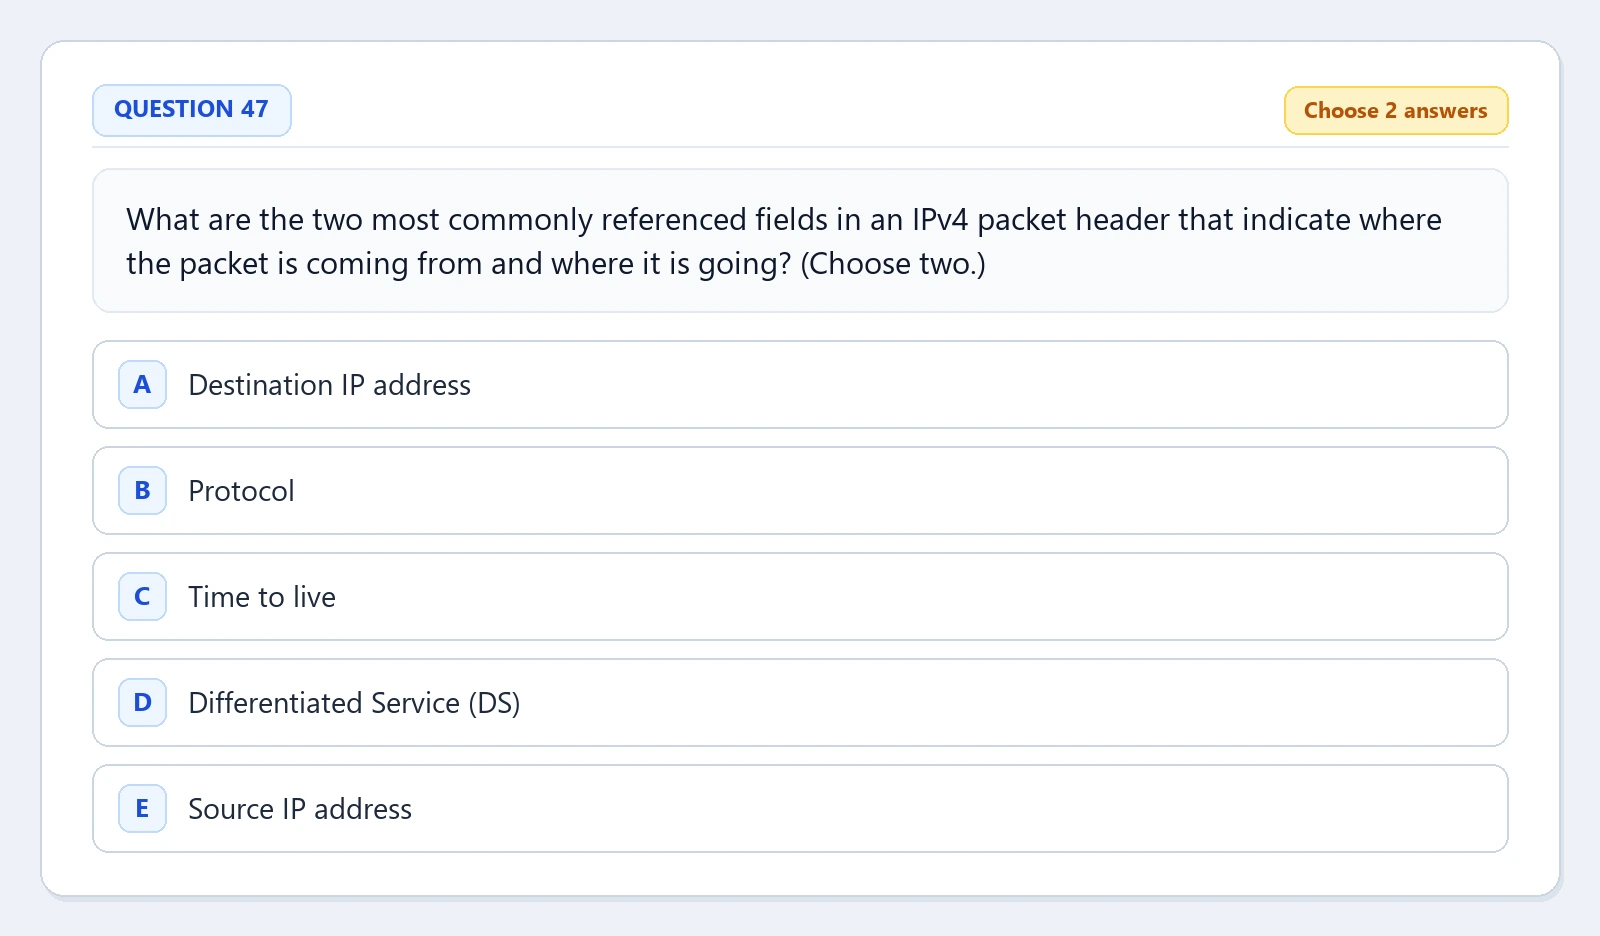 QUESTION 47
Choose 2 answers
What are the two most commonly referenced fields in an IPv4 packet header that indicate where
the packet is coming from and where it is going? (Choose two.)
A Destination IP address
B Protocol
C Time to live
D Differentiated Service (DS)
E Source IP address